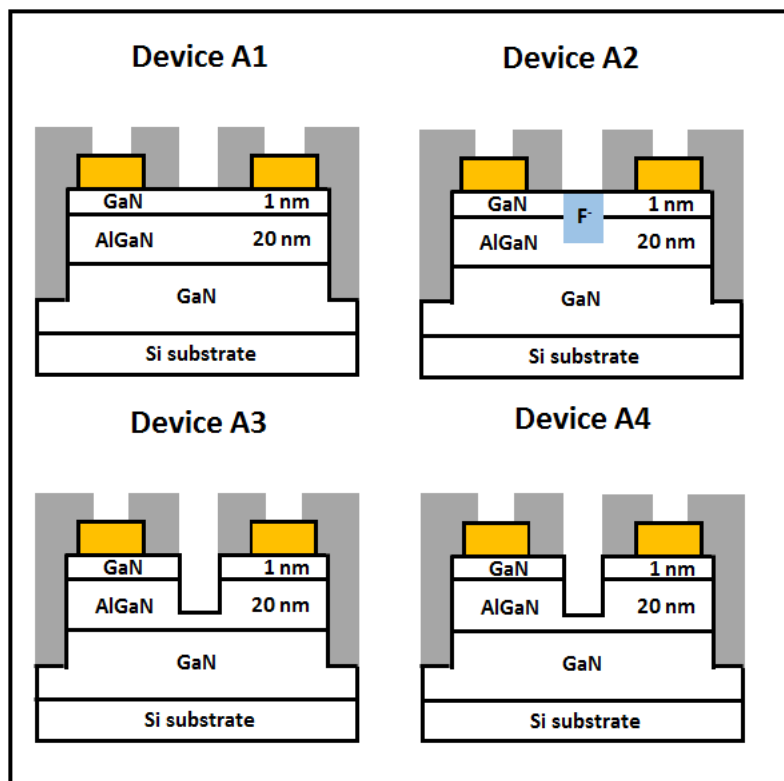 Device A1
GaN 1 nm
AlGaN 20 nm
GaN
Si substrate
Device A2
GaN F- 1 nm
AlGaN 20 nm
GaN
Si substrate
Device A3
GaN 1 nm
AlGaN 20 nm
GaN
Si substrate
Device A4
GaN 1 nm
AlGaN 20 nm
GaN
Si substrate